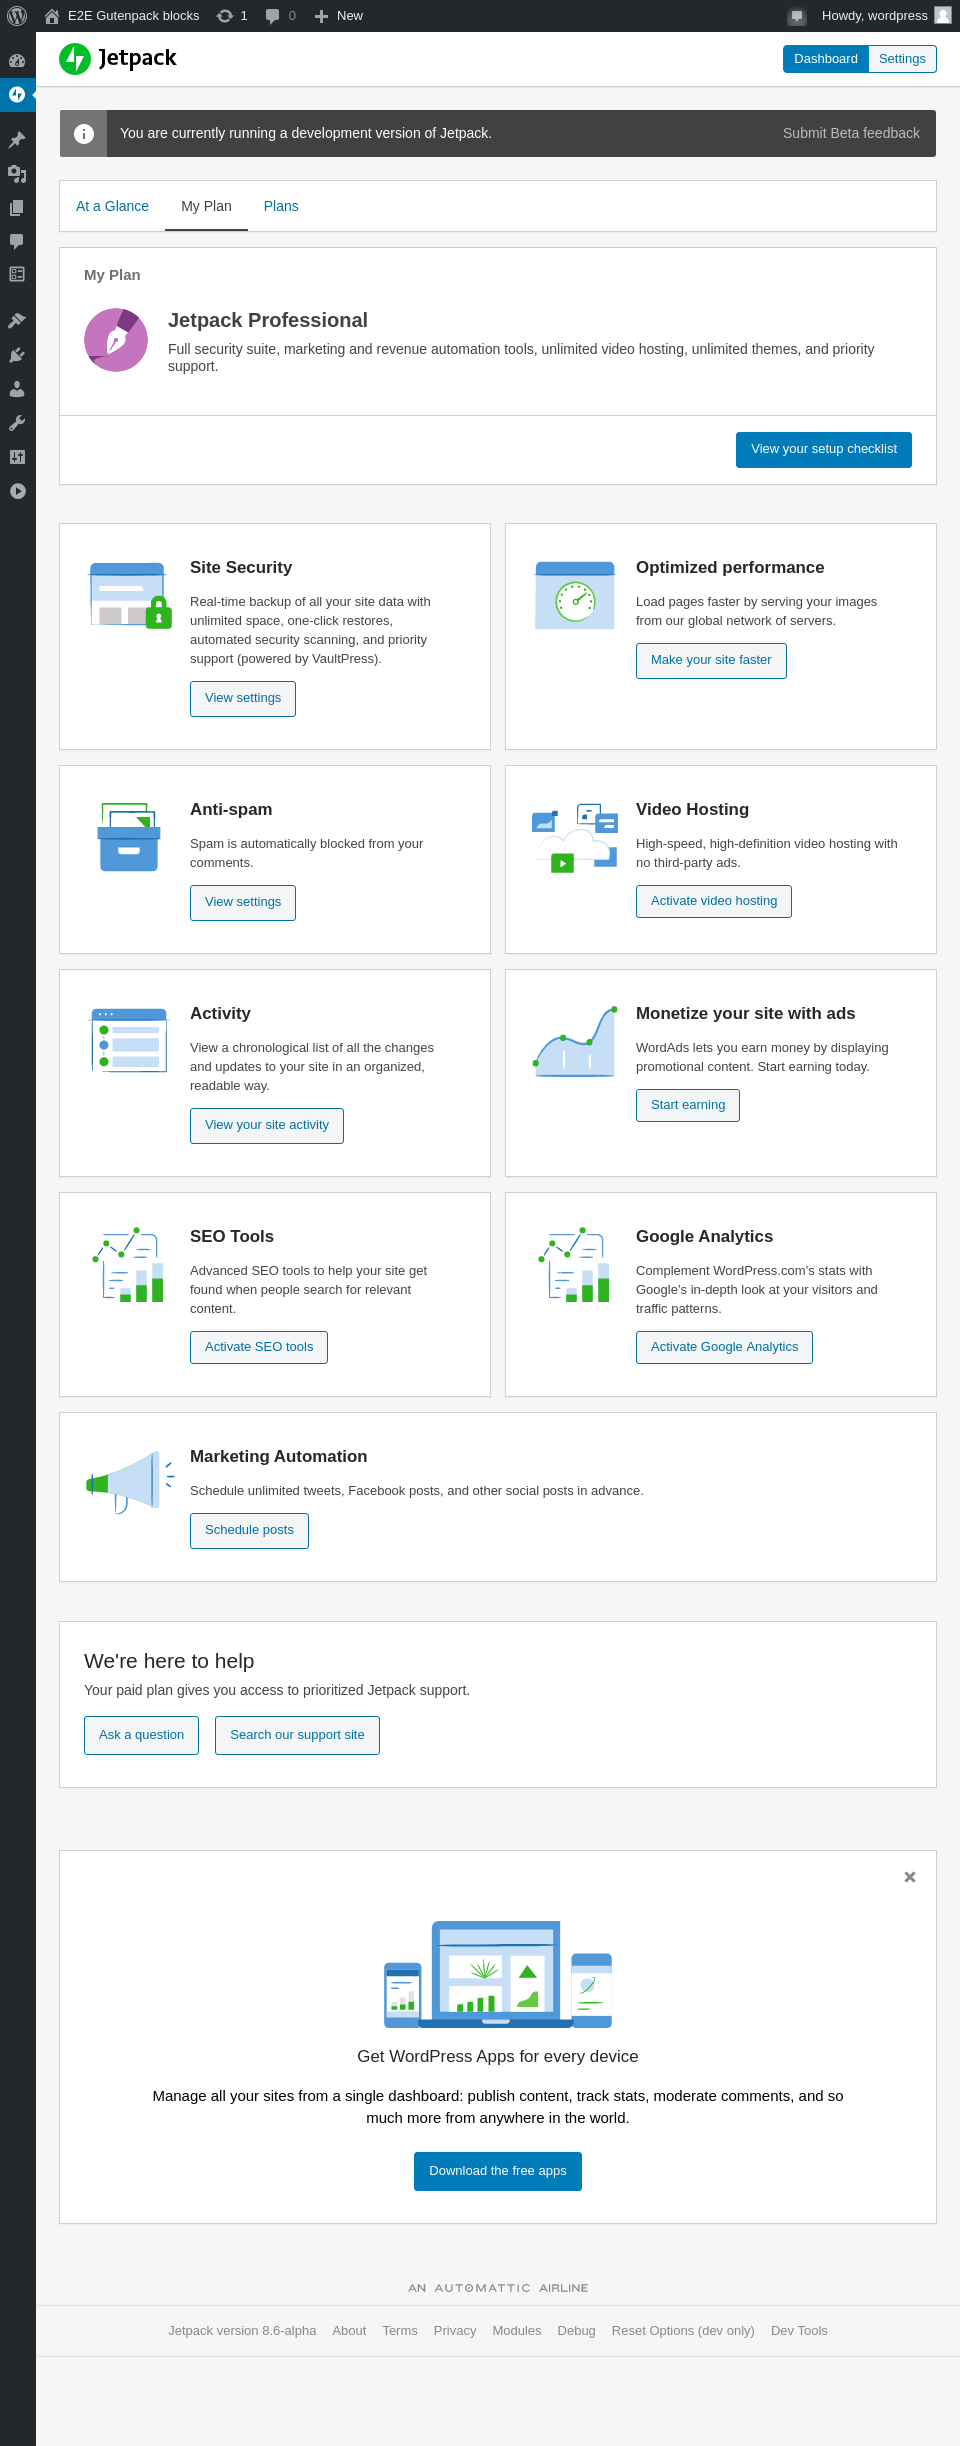 E2E Gutenpack blocks 1 0 New Howdy, wordpress
Jetpack Dashboard Settings
You are currently running a development version of Jetpack. Submit Beta feedback
At a Glance My Plan Plans
My Plan
Jetpack Professional
Full security suite, marketing and revenue automation tools, unlimited video hosting, unlimited themes, and priority
support.
View your setup checklist
Site Security
Real-time backup of all your site data with
unlimited space, one-click restores,
automated security scanning, and priority
support (powered by VaultPress).
View settings
Optimized performance
Load pages faster by serving your images
from our global network of servers.
Make your site faster
Anti-spam
Spam is automatically blocked from your
comments.
View settings
Video Hosting
High-speed, high-definition video hosting with
no third-party ads.
Activate video hosting
Activity
View a chronological list of all the changes
and updates to your site in an organized,
readable way.
View your site activity
Monetize your site with ads
WordAds lets you earn money by displaying
promotional content. Start earning today.
Start earning
SEO Tools
Advanced SEO tools to help your site get
found when people search for relevant
content.
Activate SEO tools
Google Analytics
Complement WordPress.com’s stats with
Google’s in-depth look at your visitors and
traffic patterns.
Activate Google Analytics
Marketing Automation
Schedule unlimited tweets, Facebook posts, and other social posts in advance.
Schedule posts
We're here to help
Your paid plan gives you access to prioritized Jetpack support.
Ask a question Search our support site
Get WordPress Apps for every device
Manage all your sites from a single dashboard: publish content, track stats, moderate comments, and so
much more from anywhere in the world.
Download the free apps
AN AUTOMATTIC AIRLINE
Jetpack version 8.6-alpha About Terms Privacy Modules Debug Reset Options (dev only) Dev Tools